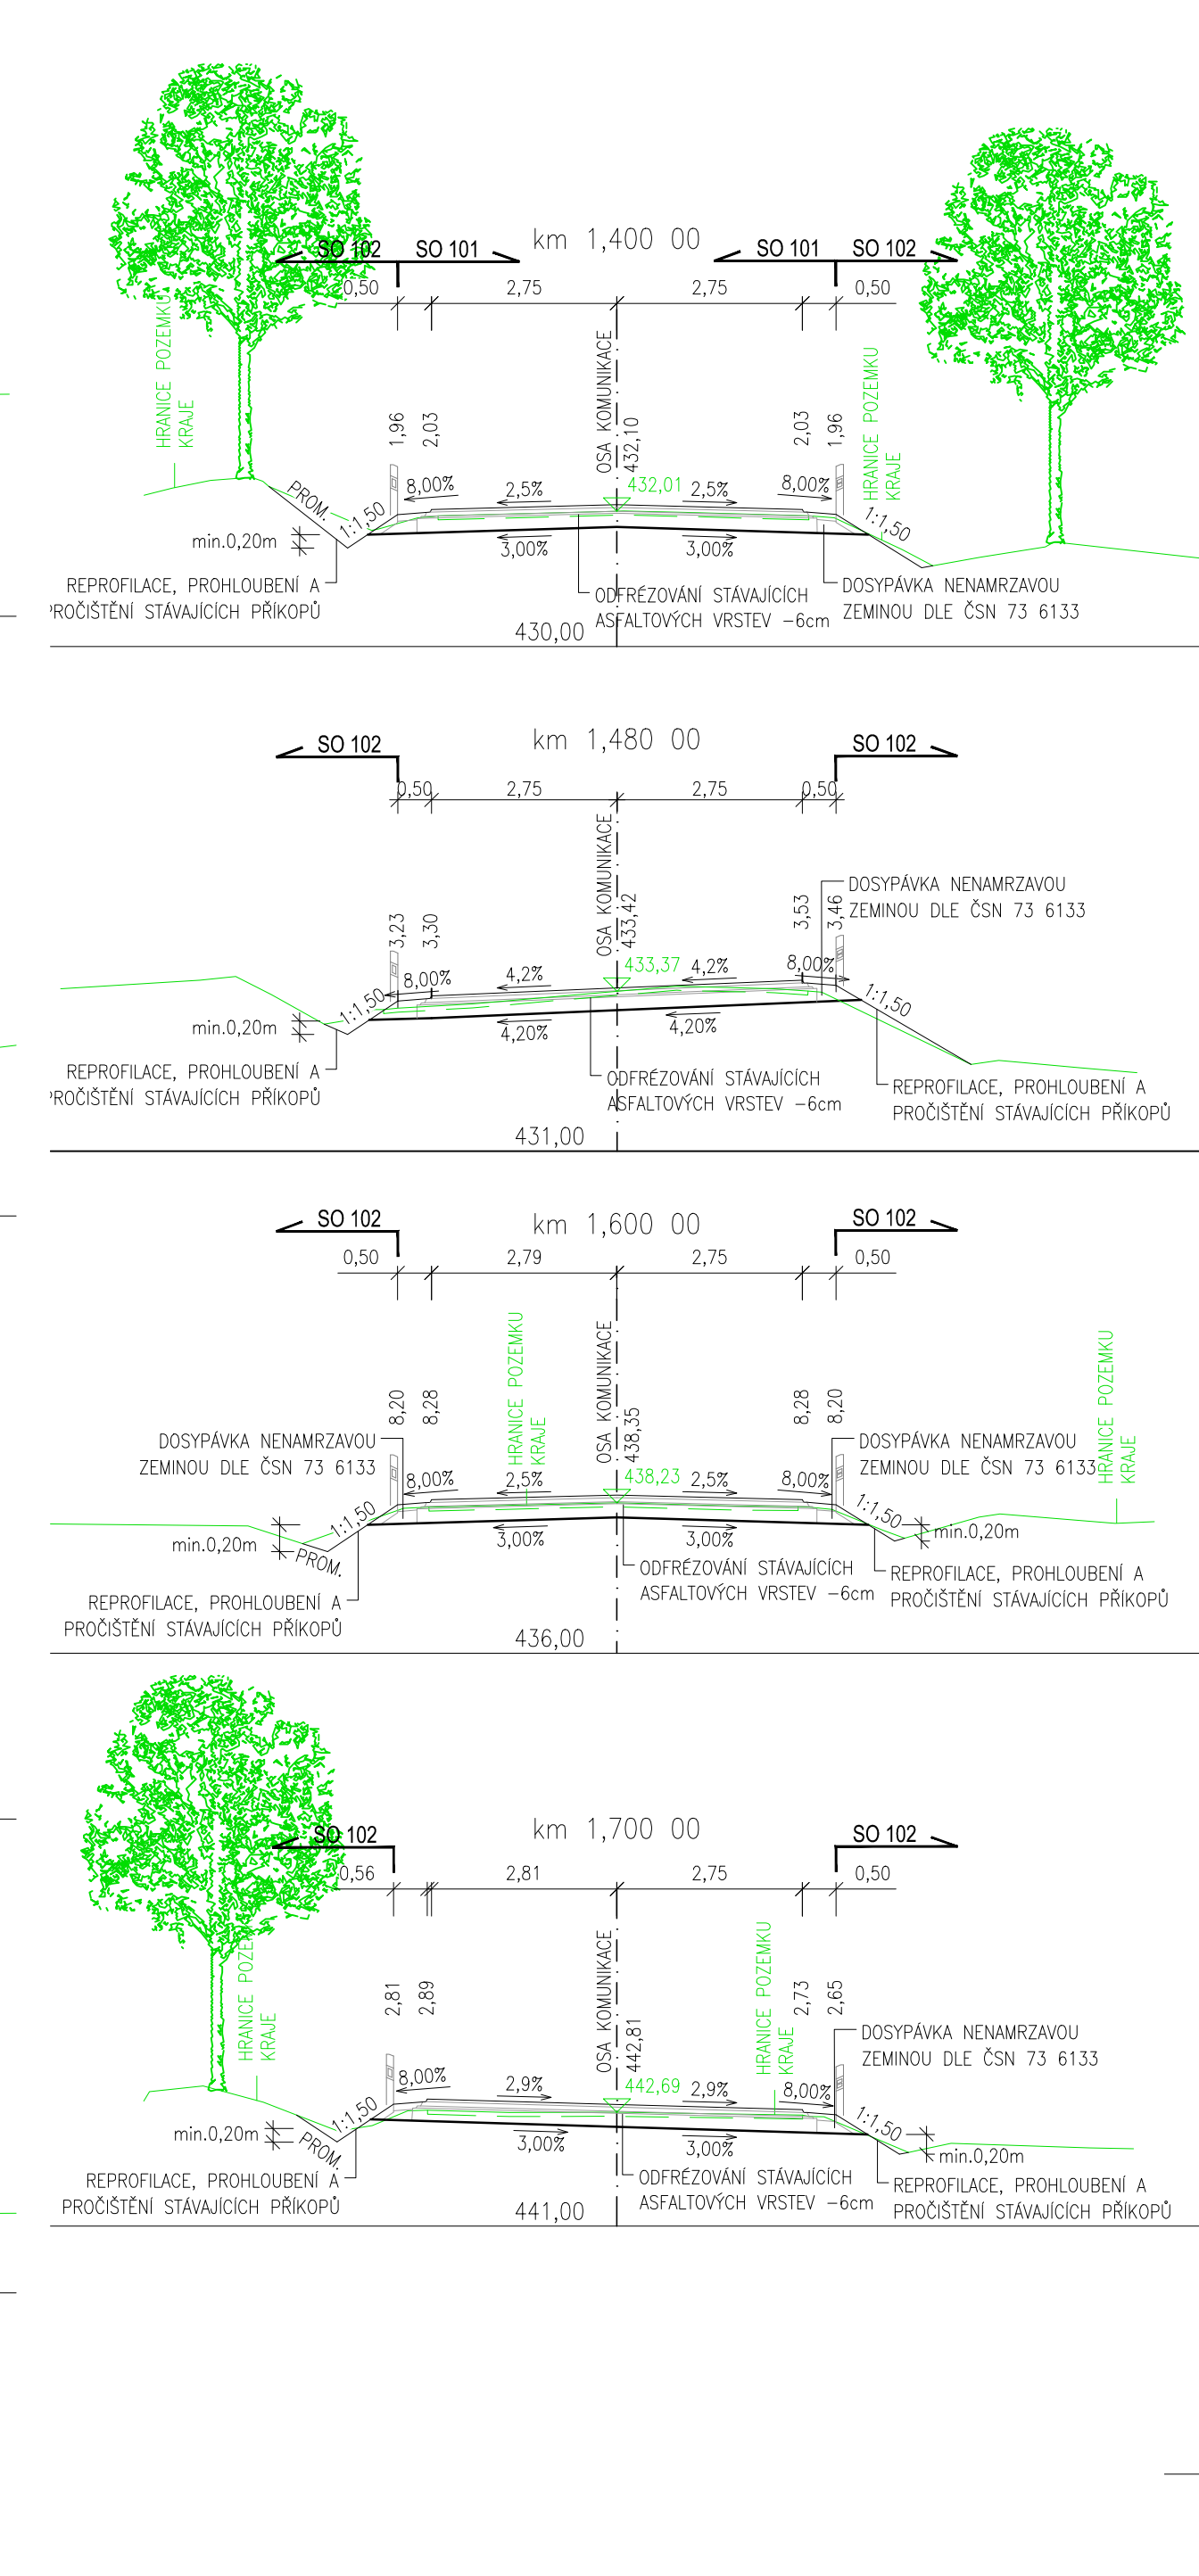 km 1,400 00
SO 102
SO 101
SO 101
SO 102
0,50
2,75
2,75
0,50
HRANICE POZEMKU
KRAJE
1,96
2,03
OSA KOMUNIKACE
432,10
2,03
1,96
HRANICE POZEMKU
KRAJE
432,01
PROM.
1:1,50
8,00%
2,5%
2,5%
8,00%
1:1,50
min.0,20m
3,00%
3,00%
REPROFILACE, PROHLOUBENÍ A
PROČIŠTĚNÍ STÁVAJÍCÍCH PŘÍKOPŮ
ODFRÉZOVÁNÍ STÁVAJÍCÍCH
ASFALTOVÝCH VRSTEV -6cm
DOSYPÁVKA NENAMRZAVOU
ZEMINOU DLE ČSN 73 6133
430,00
km 1,480 00
SO 102
SO 102
0,50
2,75
2,75
0,50
3,23
3,30
OSA KOMUNIKACE
433,42
3,53
3,46
DOSYPÁVKA NENAMRZAVOU
ZEMINOU DLE ČSN 73 6133
433,37
1:1,50
8,00%
4,2%
4,2%
8,00%
1:1,50
min.0,20m
4,20%
4,20%
REPROFILACE, PROHLOUBENÍ A
PROČIŠTĚNÍ STÁVAJÍCÍCH PŘÍKOPŮ
ODFRÉZOVÁNÍ STÁVAJÍCÍCH
ASFALTOVÝCH VRSTEV -6cm
REPROFILACE, PROHLOUBENÍ A
PROČIŠTĚNÍ STÁVAJÍCÍCH PŘÍKOPŮ
431,00
km 1,600 00
SO 102
SO 102
0,50
2,79
2,75
0,50
8,20
8,28
HRANICE POZEMKU
KRAJE
OSA KOMUNIKACE
438,35
8,28
8,20
HRANICE POZEMKU
KRAJE
DOSYPÁVKA NENAMRZAVOU
ZEMINOU DLE ČSN 73 6133
DOSYPÁVKA NENAMRZAVOU
ZEMINOU DLE ČSN 73 6133
438,23
1:1,50
8,00%
2,5%
2,5%
8,00%
1:1,50
min.0,20m
PROM.
3,00%
3,00%
min.0,20m
REPROFILACE, PROHLOUBENÍ A
PROČIŠTĚNÍ STÁVAJÍCÍCH PŘÍKOPŮ
ODFRÉZOVÁNÍ STÁVAJÍCÍCH
ASFALTOVÝCH VRSTEV -6cm
REPROFILACE, PROHLOUBENÍ A
PROČIŠTĚNÍ STÁVAJÍCÍCH PŘÍKOPŮ
436,00
km 1,700 00
SO 102
SO 102
0,56
2,81
2,75
0,50
HRANICE POZEMKU
KRAJE
2,81
2,89
OSA KOMUNIKACE
442,81
HRANICE POZEMKU
KRAJE
2,73
2,65
DOSYPÁVKA NENAMRZAVOU
ZEMINOU DLE ČSN 73 6133
442,69
1:1,50
8,00%
2,9%
2,9%
8,00%
1:1,50
min.0,20m
PROM.
3,00%
3,00%
min.0,20m
REPROFILACE, PROHLOUBENÍ A
PROČIŠTĚNÍ STÁVAJÍCÍCH PŘÍKOPŮ
ODFRÉZOVÁNÍ STÁVAJÍCÍCH
ASFALTOVÝCH VRSTEV -6cm
REPROFILACE, PROHLOUBENÍ A
PROČIŠTĚNÍ STÁVAJÍCÍCH PŘÍKOPŮ
441,00